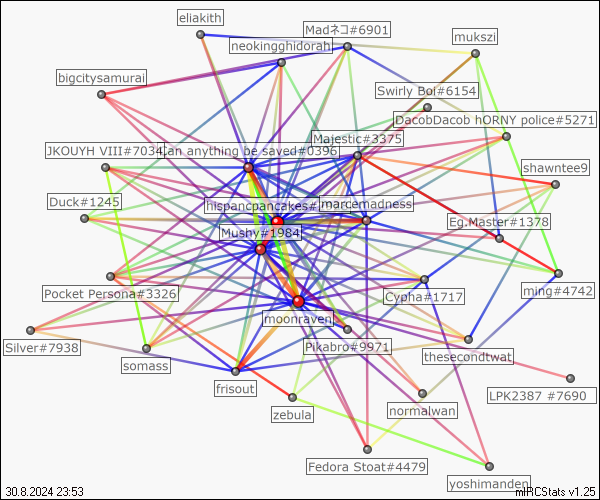 eliakith
Madネコ#6901
neokingghidorah
mukszi
bigcitysamurai
Swirly BoI#6154
DacobDacob hORNY police#5271
Majestic#3375
JKOUYH VIII#7034
an anything be saved#0396
Shawntee9
Duck#1245
hispancpancakes#
marcemadness
Eg.Master#1378
Mushy#1984
Pocket Persona#3326
Cypha#1717
ming#4742
moonraven
Silver#7938
somass
Pikabro#9971
thesecondtwat
frisout
LPK2387 #7690
zebula
normalwan
Fedora Stoat#4479
yoshimanden
30.8.2024 23:53
mIRCStats v1.25